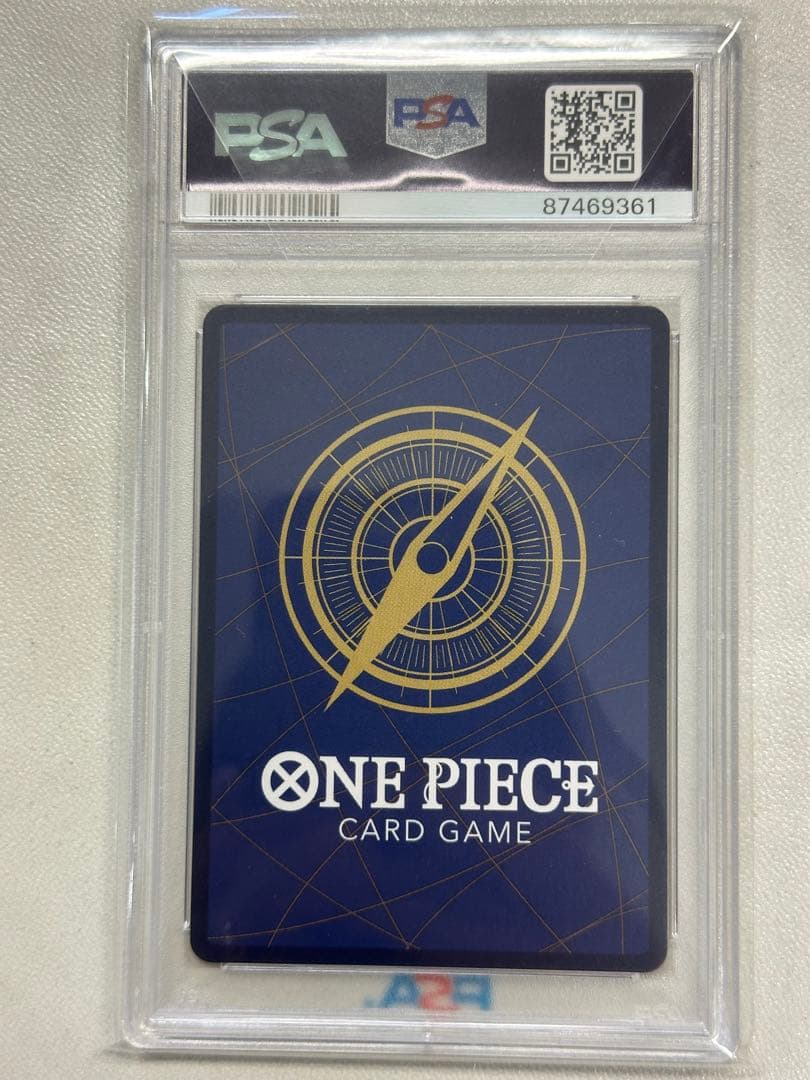 PSA PSA
87469361
ONE PIECE
CARD GAME
PSA